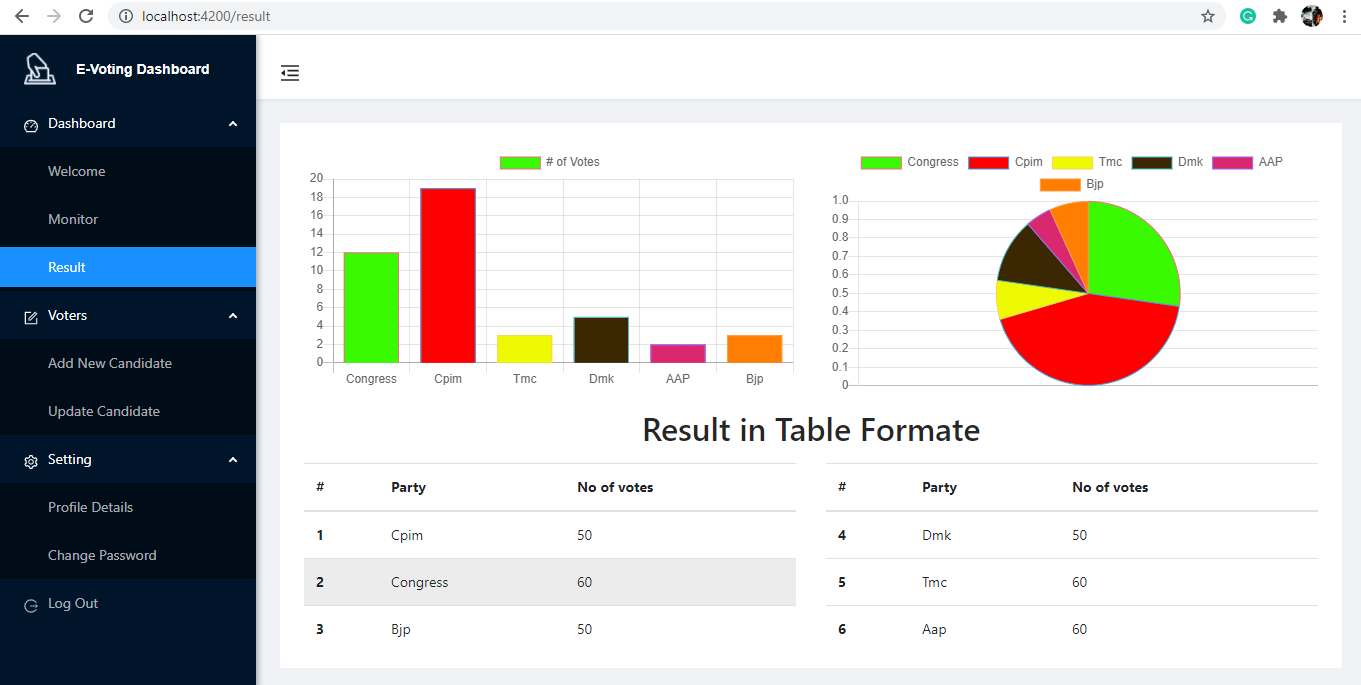 localhost:4200/result
E-Voting Dashboard
Dashboard
Welcome
Monitor
Result
Voters
Add New Candidate
Update Candidate
Setting
Profile Details
Change Password
Log Out
# of Votes
20
18
16
14
12
10
8
6
4
2
0
Congress Cpim Tmc Dmk AAP Bjp
Congress Cpim Tmc Dmk AAP
Bjp
1.0
0.9
0.8
0.7
0.6
0.5
0.4
0.3
0.2
0.1
0
Result in Table Formate
# Party No of votes
1 Cpim 50
2 Congress 60
3 Bjp 50
# Party No of votes
4 Dmk 50
5 Tmc 60
6 Aap 60